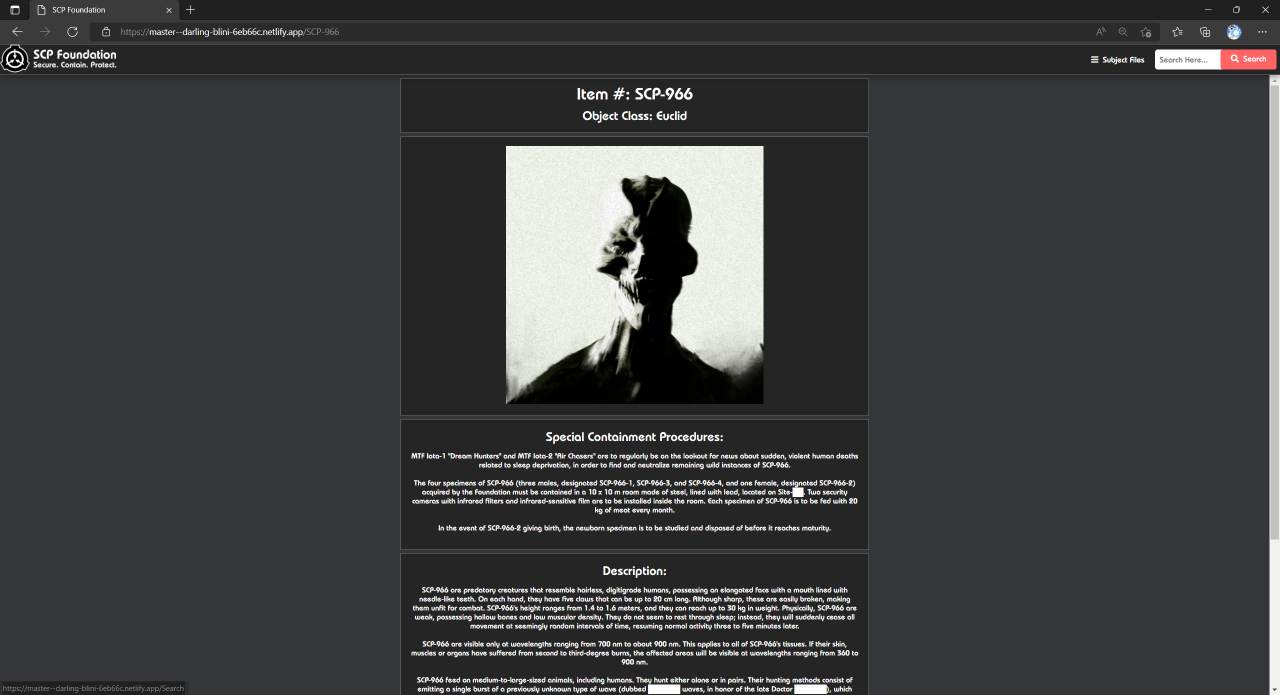 SCP Foundation
https://master--darling-blini-6eb66c.netlify.app/SCP-966
SCP Foundation
Secure. Contain. Protect.
Subject Files
Search Here...
Search
Item #: SCP-966
Object Class: Euclid
Special Containment Procedures:
MTF Iota-1 "Dream Hunters" and MTF Iota-2 "Air Chasers" are to regularly be on the lookout for news about sudden, violent human deaths
related to sleep deprivation, in order to find and neutralize remaining wild instances of SCP-966.
The four specimens of SCP-966 (three males, designated SCP-966-1, SCP-966-3, and SCP-966-4, and one female, designated SCP-966-2)
acquired by the Foundation must be contained in a 10 x 10 m room made of steel, lined with lead, located on Site-██. Two security
cameras with infrared filters and infrared-sensitive film are to be installed inside the room. Each specimen of SCP-966 is to be fed with 20
kg of meat every month.
In the event of SCP-966-2 giving birth, the newborn specimen is to be studied and disposed of before it reaches maturity.
Description:
SCP-966 are predatory creatures that resemble hairless, digitigrade humans, possessing an elongated face with a mouth lined with
needle-like teeth. On each hand, they have five claws that can be up to 20 cm long. Although sharp, these are easily broken, making
them unfit for combat. SCP-966's height ranges from 1.4 to 1.6 meters, and they can reach up to 30 kg in weight. Physically, SCP-966 are
weak, possessing hollow bones and low muscular density. They do not seem to rest through sleep; instead, they will suddenly cease all
movement at seemingly random intervals of time, resuming normal activity three to five minutes later.
SCP-966 are visible only at wavelengths ranging from 700 nm to about 900 nm. This applies to all of SCP-966's tissues. If their skin,
muscles or organs have suffered from second to third-degree burns, the affected areas will be visible at wavelengths ranging from 360 to
900 nm.
SCP-966 feed on medium-to-large-sized animals, including humans. They hunt either alone or in pairs. Their hunting methods consist of
emitting a single burst of a previously unknown type of wave (dubbed ██████ waves, in honor of the late Doctor ██████), which
https://master--darling-blini-6eb66c.netlify.app/Search